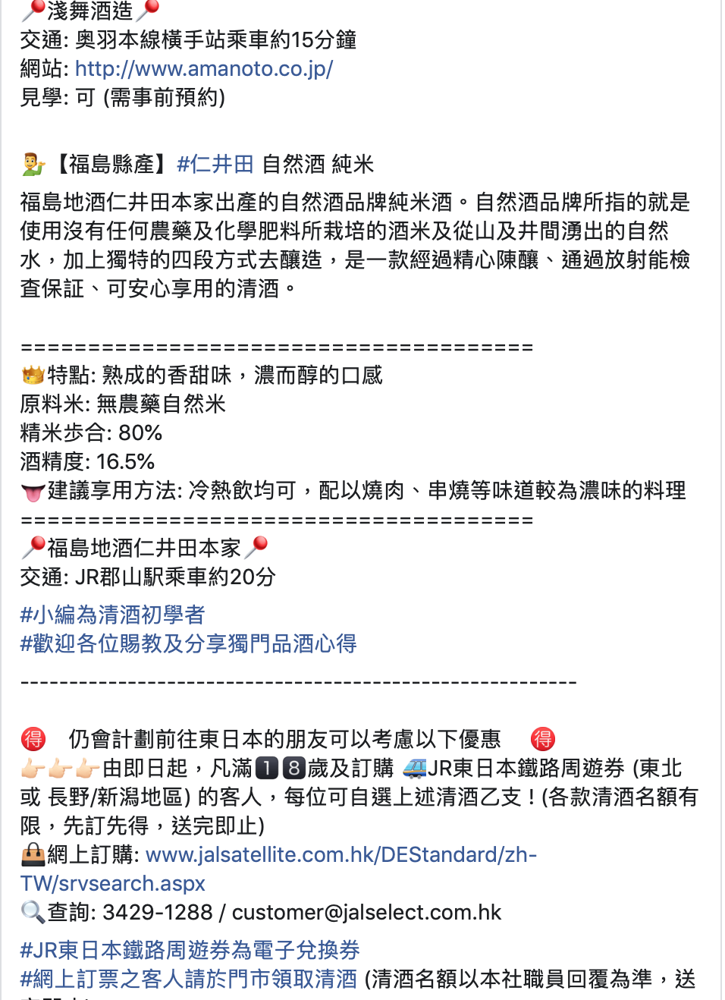 📍淺舞酒造📍
交通: 奥羽本線橫手站乘車約15分鐘
網站: http://www.amanoto.co.jp/
見學: 可 (需事前預約)
💁‍♂️【福島縣產】#仁井田 自然酒 純米
福島地酒仁井田本家出產的自然酒品牌純米酒。自然酒品牌所指的就是
使用沒有任何農藥及化學肥料所栽培的酒米及從山及井間湧出的自然
水，加上獨特的四段方式去釀造，是一款經過精心陳釀、通過放射能檢
查保証、可安心享用的清酒。
======================================
👑特點: 熟成的香甜味，濃而醇的口感
原料米: 無農藥自然米
精米步合: 80%
酒精度: 16.5%
👅建議享用方法: 冷熱飲均可，配以燒肉、串燒等味道較為濃味的料理
======================================
📍福島地酒仁井田本家📍
交通: JR郡山駅乘車約20分
#小編為清酒初學者
#歡迎各位賜教及分享獨門品酒心得
---------------------------------------------------------
🉐 仍會計劃前往東日本的朋友可以考慮以下優惠 🉐
👉🏻👉🏻👉🏻由即日起，凡滿1️⃣8️⃣歲及訂購 🚙JR東日本鐵路周遊券 (東北
或 長野/新潟地區) 的客人，每位可自選上述清酒乙支！(各款清酒名額有
限，先訂先得，送完即止)
👜網上訂購: www.jalsatellite.com.hk/DEStandard/zh-
TW/srvsearch.aspx
🔍查詢: 3429-1288 / customer@jalselect.com.hk
#JR東日本鐵路周遊券為電子兌換券
#網上訂票之客人請於門市領取清酒 (清酒名額以本社職員回覆為準，送